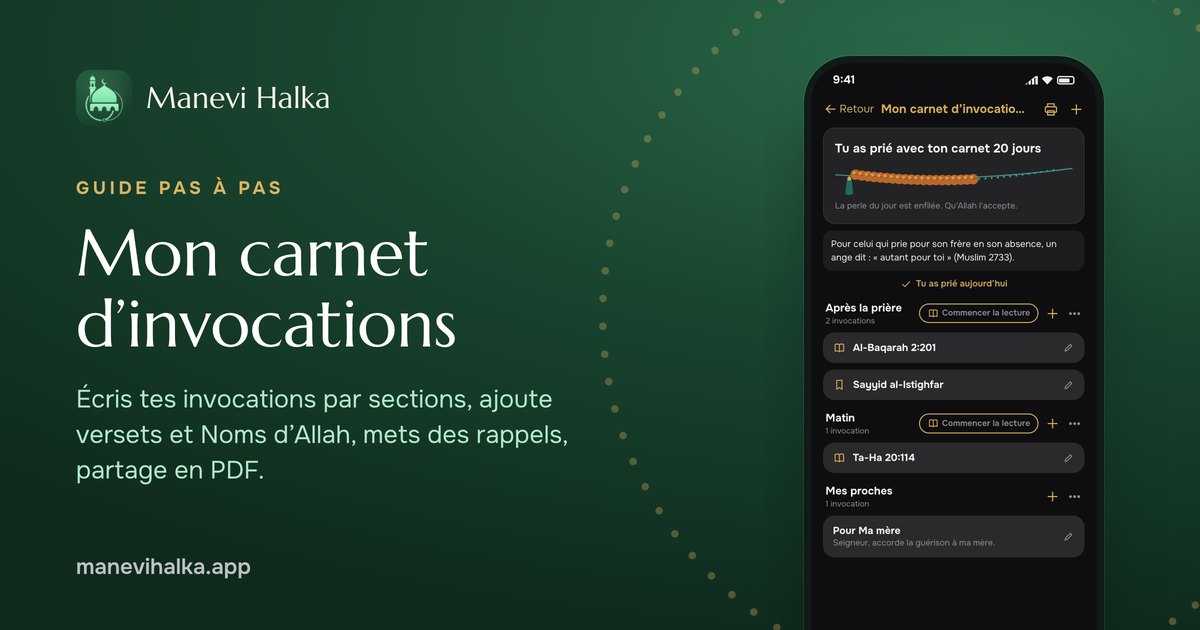 Manevi Halka
GUIDE PAS À PAS
Mon carnet
d’invocations
Écris tes invocations par sections, ajoute
versets et Noms d’Allah, mets des rappels,
partage en PDF.
manevihalka.app
9:41
Retour Mon carnet d’invocatio...
Tu as prié avec ton carnet 20 jours
La perle du jour est enfilée. Qu’Allah l’accepte.
Pour celui qui prie pour son frère en son absence, un
ange dit : « autant pour toi » (Muslim 2733).
Tu as prié aujourd’hui
Après la prière
2 invocations
Commencer la lecture
Al-Baqarah 2:201
Sayyid al-Istighfar
Matin
1 invocation
Commencer la lecture
Ta-Ha 20:114
Mes proches
1 invocation
Pour Ma mère
Seigneur, accorde la guérison à ma mère.